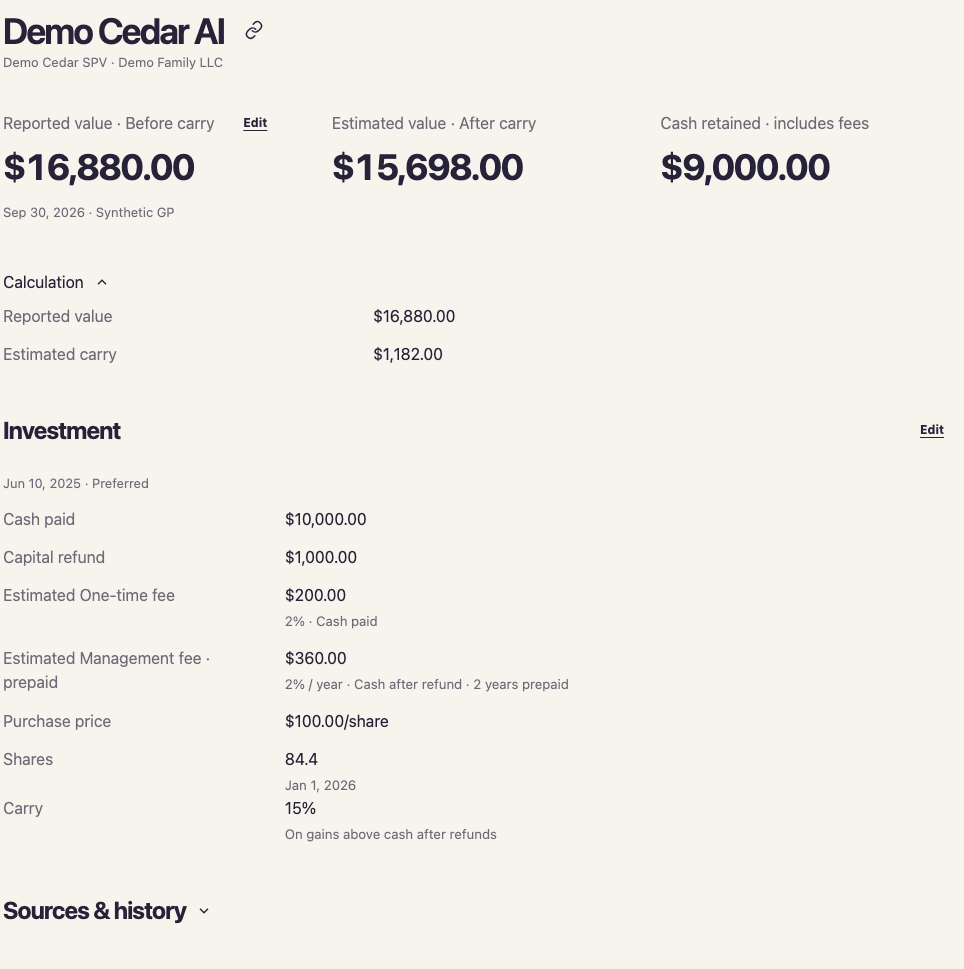 Demo Cedar AI
Demo Cedar SPV · Demo Family LLC
Reported value · Before carry Edit
$16,880.00
Sep 30, 2026 · Synthetic GP
Estimated value · After carry
$15,698.00
Cash retained · includes fees
$9,000.00
Calculation
Reported value $16,880.00
Estimated carry $1,182.00
Investment Edit
Jun 10, 2025 · Preferred
Cash paid $10,000.00
Capital refund $1,000.00
Estimated One-time fee $200.00
2% · Cash paid
Estimated Management fee · prepaid $360.00
2% / year · Cash after refund · 2 years prepaid
Purchase price $100.00/share
Shares 84.4
Jan 1, 2026
Carry 15%
On gains above cash after refunds
Sources & history